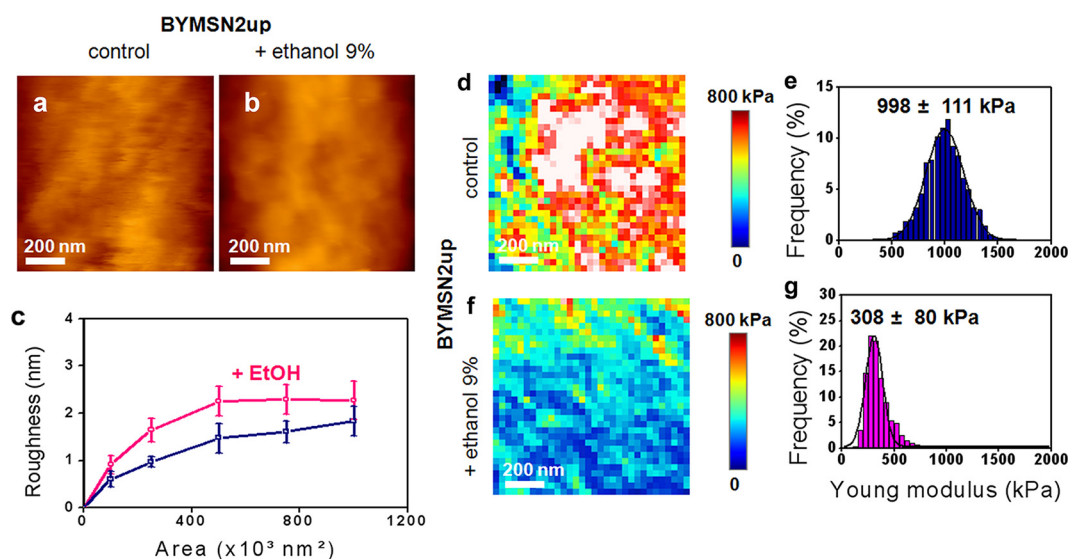 BYMSN2up
control
+ ethanol 9%
a
b
200 nm
200 nm
c
Roughness (nm)
4
3
2
1
0
+ EtOH
0
400
800
1200
Area (x10³ nm²)
BYMSN2up
d
control
200 nm
800 kPa
0
e
Frequency (%)
15
10
5
0
998 ± 111 kPa
0
500
1000
1500
2000
f
+ ethanol 9%
200 nm
800 kPa
0
g
Frequency (%)
30
25
20
15
10
5
0
308 ± 80 kPa
0
500
1000
1500
2000
Young modulus (kPa)